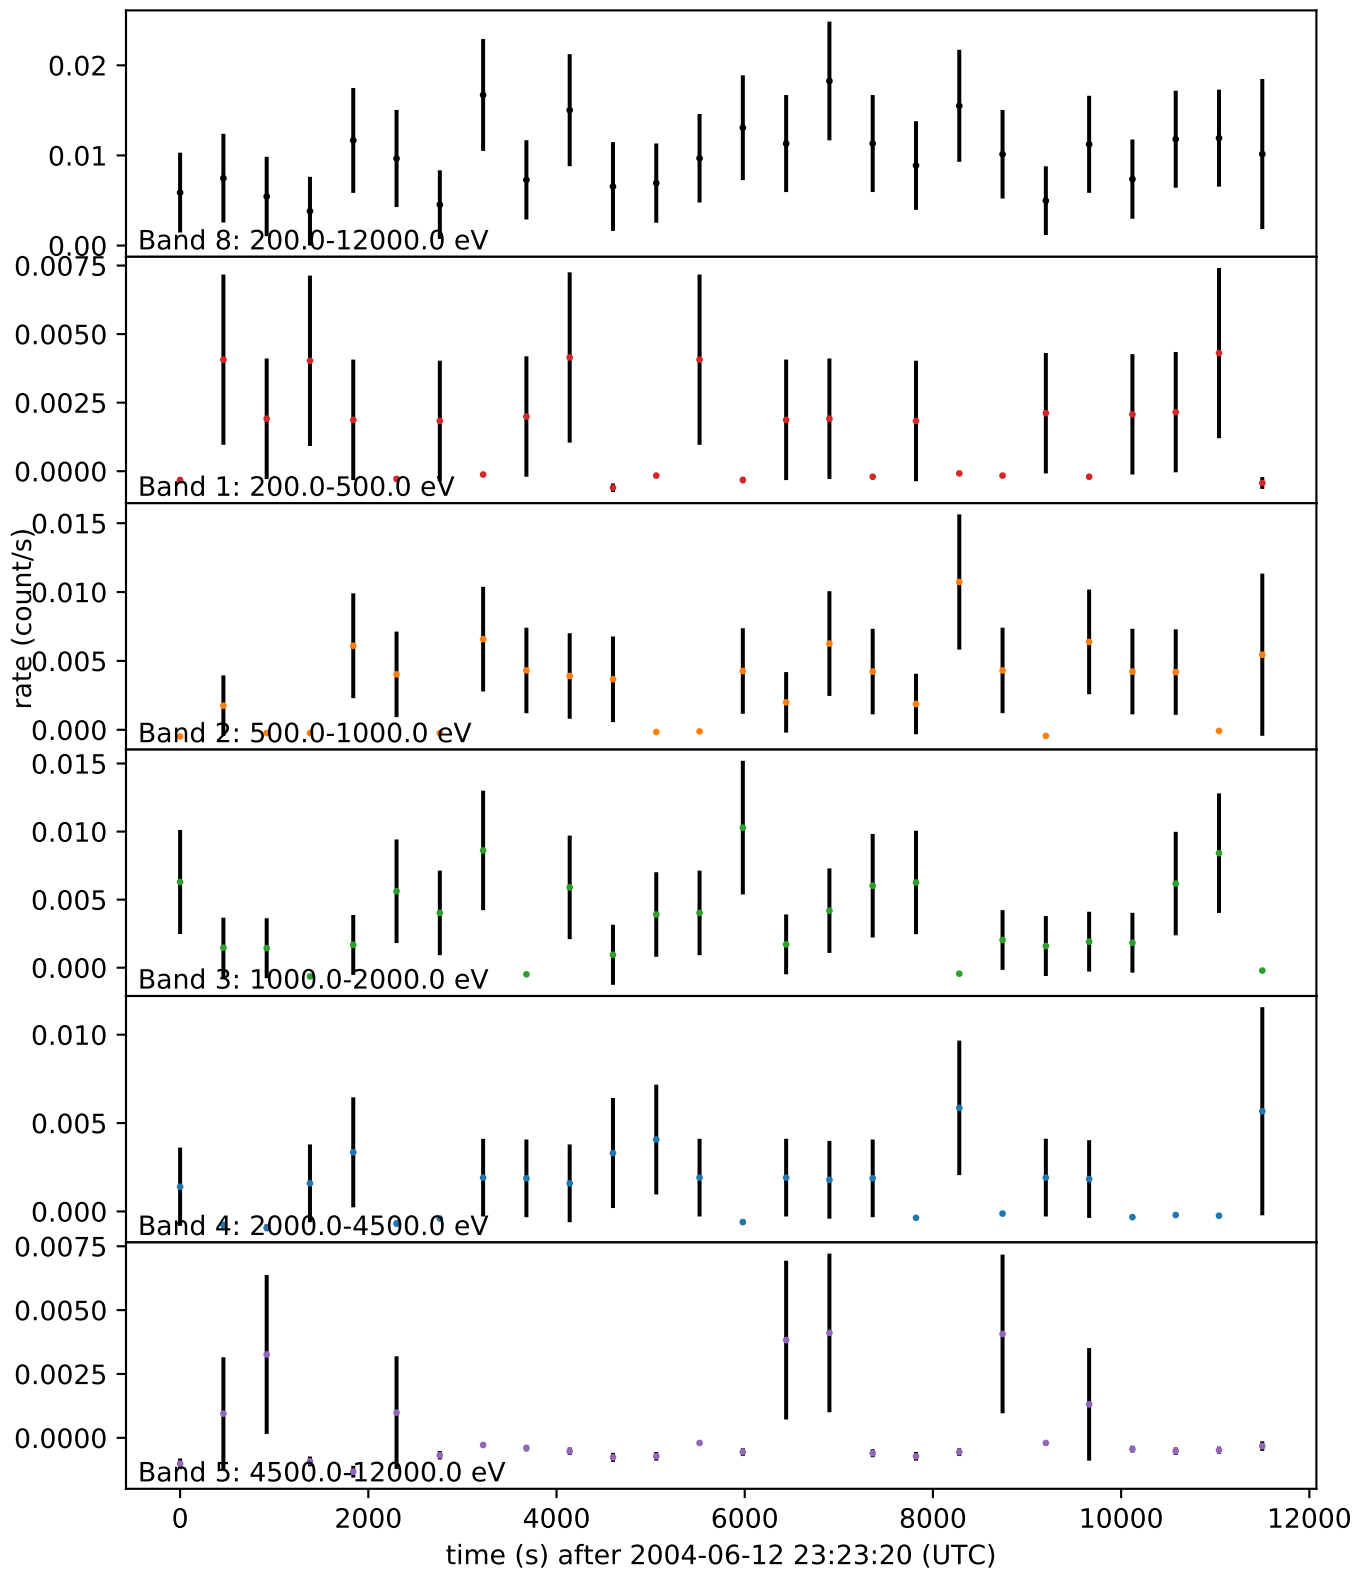 0.02
0.01
0.00
Band 8: 200.0-12000.0 eV
0.0075
0.0050
0.0025
0.0000
Band 1: 200.0-500.0 eV
rate (count/s)
0.015
0.010
0.005
0.000
Band 2: 500.0-1000.0 eV
0.015
0.010
0.005
0.000
Band 3: 1000.0-2000.0 eV
0.010
0.005
0.000
Band 4: 2000.0-4500.0 eV
0.0075
0.0050
0.0025
0.0000
Band 5: 4500.0-12000.0 eV
0 2000 4000 6000 8000 10000 12000
time (s) after 2004-06-12 23:23:20 (UTC)